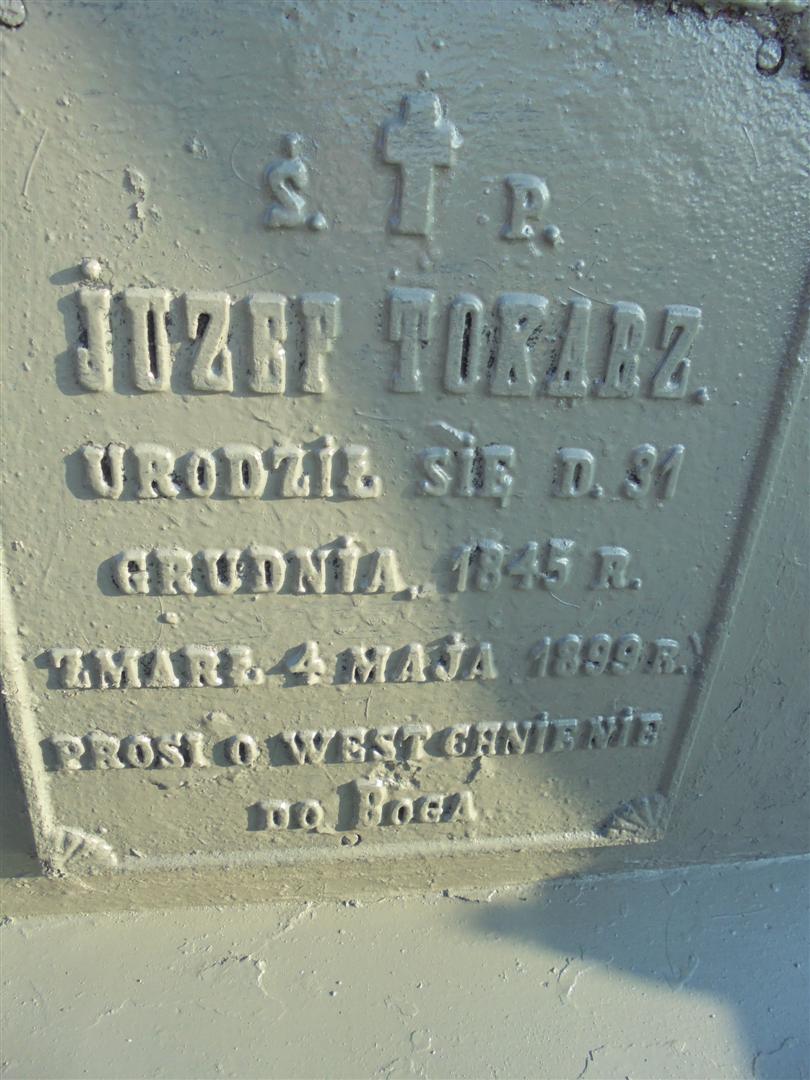 Ś. P.
JUZEF TOKARZ.
URODZIŁ SIĘ D. 31
GRUDNIA, 1845 R.
ZMARŁ. 4 MAJA 1899 R.
PROSI O WESTCHNIENIE
DO BOGA.